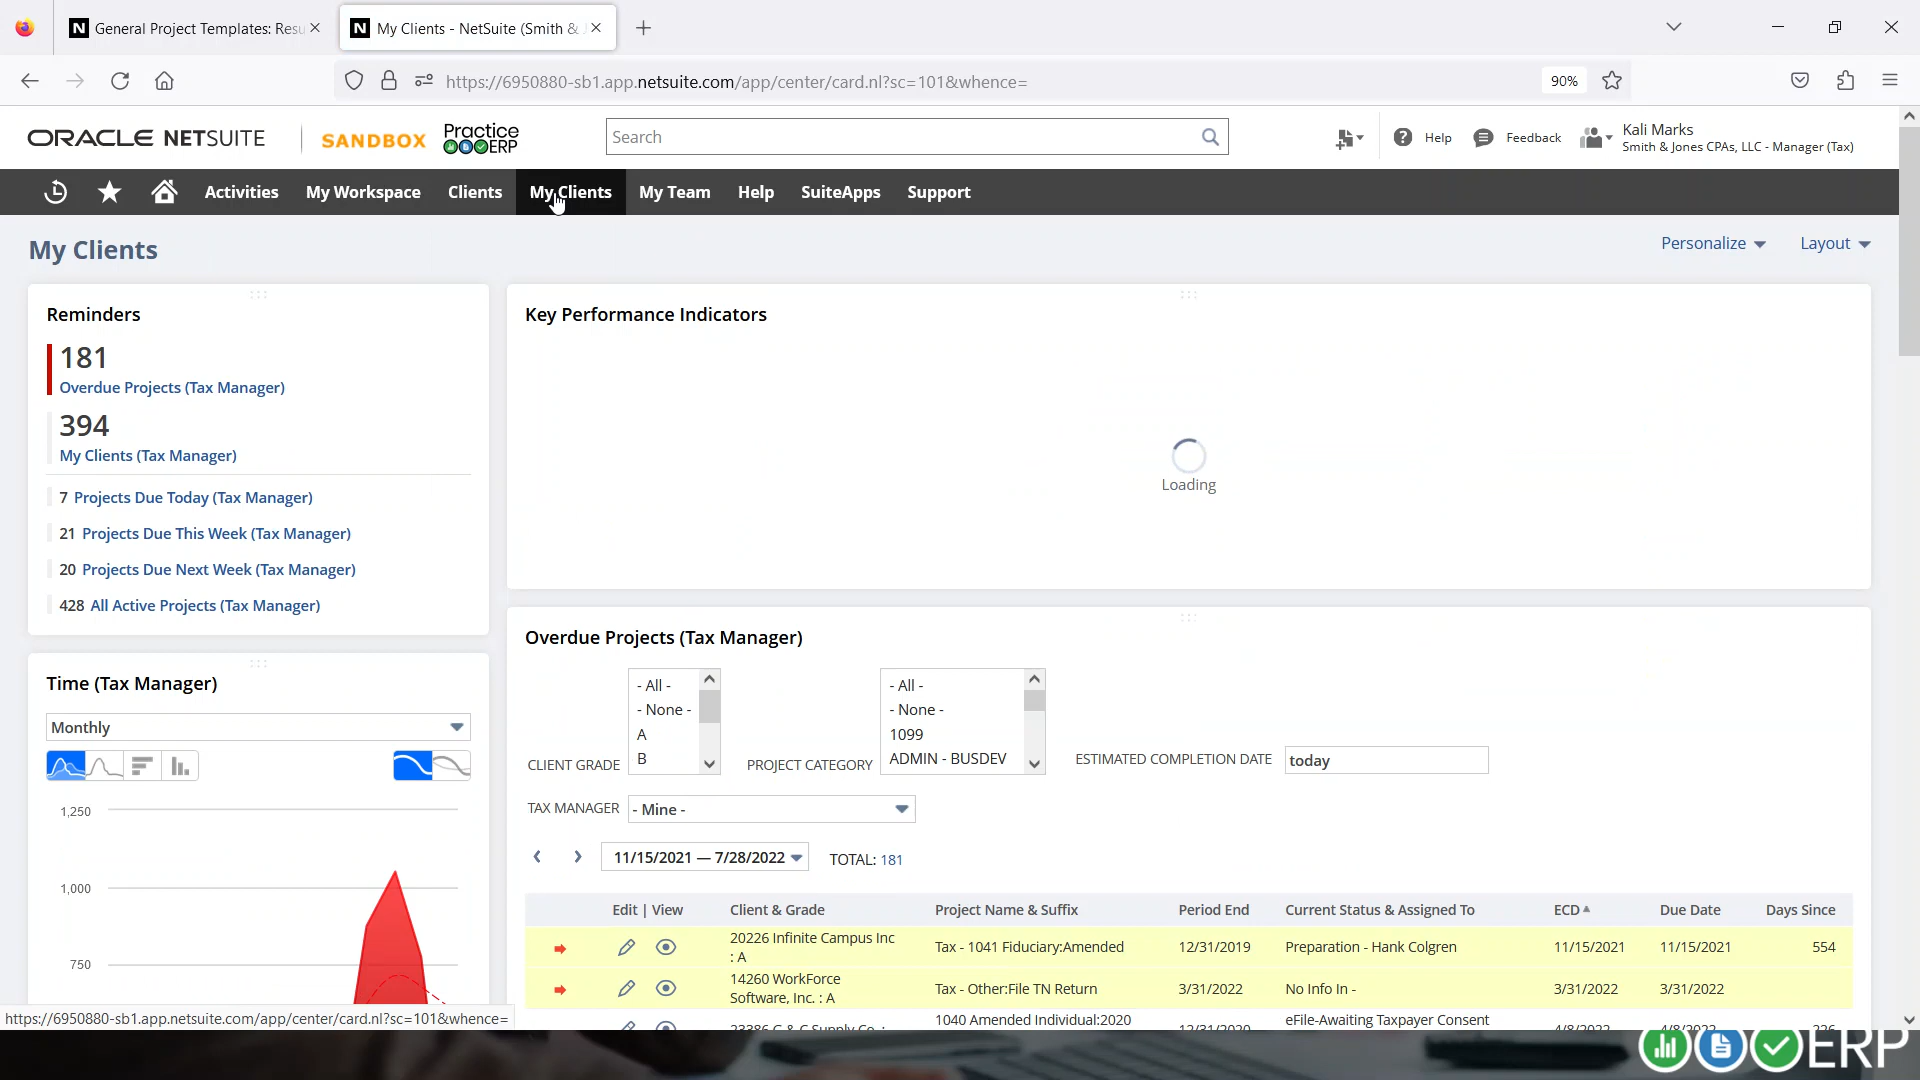 General Project Templates: Resu
My Clients - NetSuite (Smith & J
https://6950880-sb1.app.netsuite.com/app/center/card.nl?sc=101&whence=
90%
ORACLE NETSUITE
SANDBOX
Practice
ERP
Search
Help
Feedback
Kali Marks
Smith & Jones CPAs, LLC - Manager (Tax)
Activities
My Workspace
Clients
My Clients
My Team
Help
SuiteApps
Support
My Clients
Personalize
Layout
Reminders
181
Overdue Projects (Tax Manager)
394
My Clients (Tax Manager)
7 Projects Due Today (Tax Manager)
21 Projects Due This Week (Tax Manager)
20 Projects Due Next Week (Tax Manager)
428 All Active Projects (Tax Manager)
Time (Tax Manager)
Monthly
1,250
1,000
750
Key Performance Indicators
Loading
Overdue Projects (Tax Manager)
CLIENT GRADE
- All -
- None -
A
B
PROJECT CATEGORY
- All -
- None -
1099
ADMIN - BUSDEV
ESTIMATED COMPLETION DATE
today
TAX MANAGER
- Mine -
11/15/2021 — 7/28/2022
TOTAL: 181
Edit | View Client & Grade Project Name & Suffix Period End Current Status & Assigned To ECD Due Date Days Since
20226 Infinite Campus Inc
: A
Tax - 1041 Fiduciary:Amended 12/31/2019 Preparation - Hank Colgren 11/15/2021 11/15/2021 554
14260 WorkForce
Software, Inc. : A
Tax - Other:File TN Return 3/31/2022 No Info In - 3/31/2022 3/31/2022
23386 C & C Supply Co. :
1040 Amended Individual:2020
12/31/2020
eFile-Awaiting Taxpayer Consent
4/8/2022 4/8/2022 226
https://6950880-sb1.app.netsuite.com/app/center/card.nl?sc=101&whence=
ERP